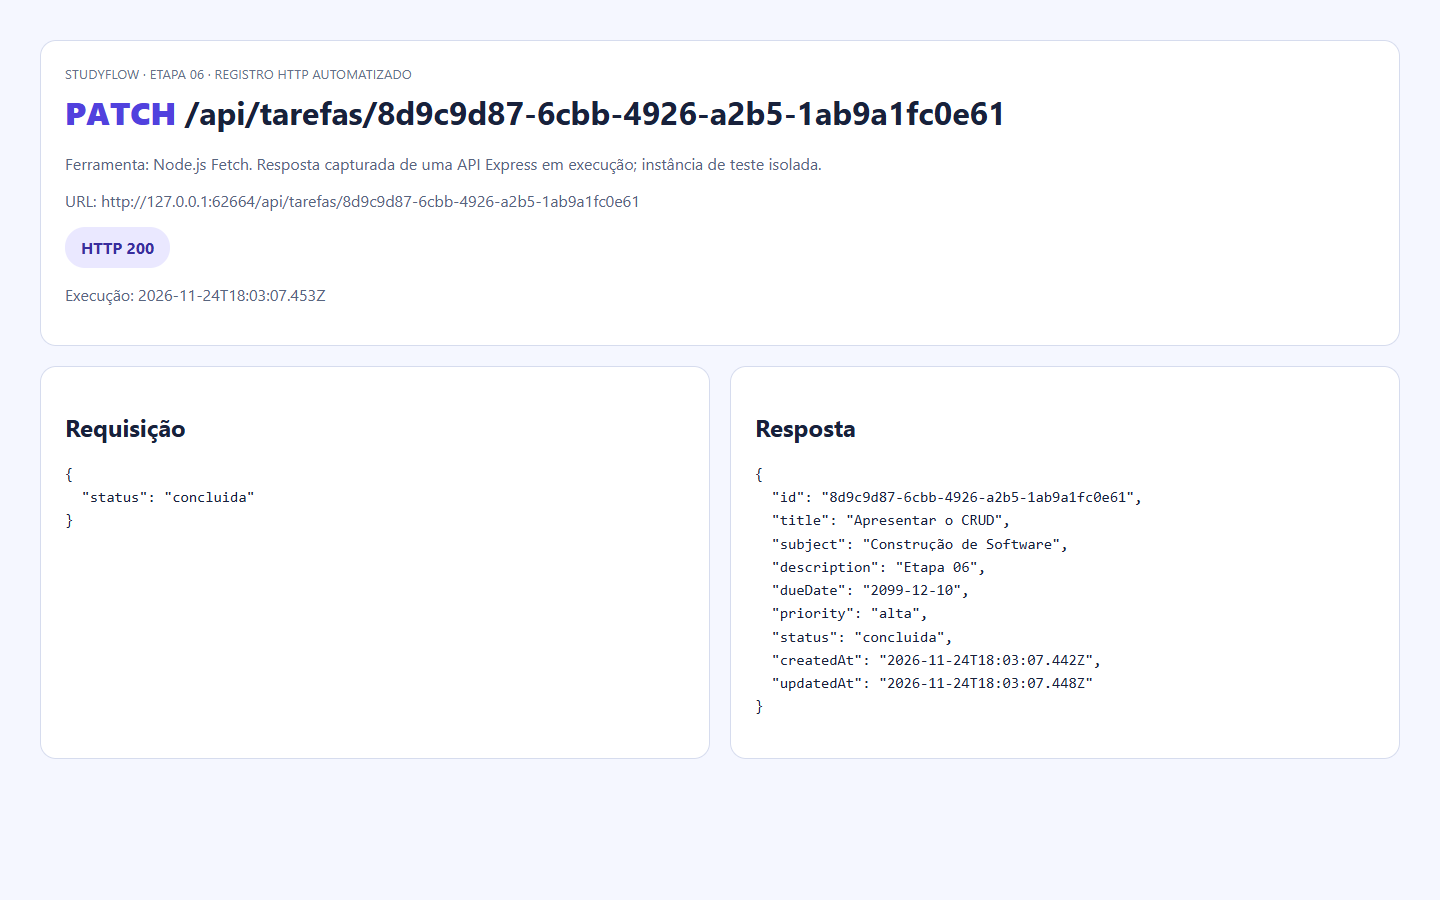 STUDYFLOW · ETAPA 06 · REGISTRO HTTP AUTOMATIZADO
PATCH /api/tarefas/8d9c9d87-6cbb-4926-a2b5-1ab9a1fc0e61
Ferramenta: Node.js Fetch. Resposta capturada de uma API Express em execução; instância de teste isolada.
URL: http://127.0.0.1:62664/api/tarefas/8d9c9d87-6cbb-4926-a2b5-1ab9a1fc0e61
HTTP 200
Execução: 2026-11-24T18:03:07.453Z
Requisição
{
  "status": "concluida"
}
Resposta
{
  "id": "8d9c9d87-6cbb-4926-a2b5-1ab9a1fc0e61",
  "title": "Apresentar o CRUD",
  "subject": "Construção de Software",
  "description": "Etapa 06",
  "dueDate": "2099-12-10",
  "priority": "alta",
  "status": "concluida",
  "createdAt": "2026-11-24T18:03:07.442Z",
  "updatedAt": "2026-11-24T18:03:07.448Z"
}